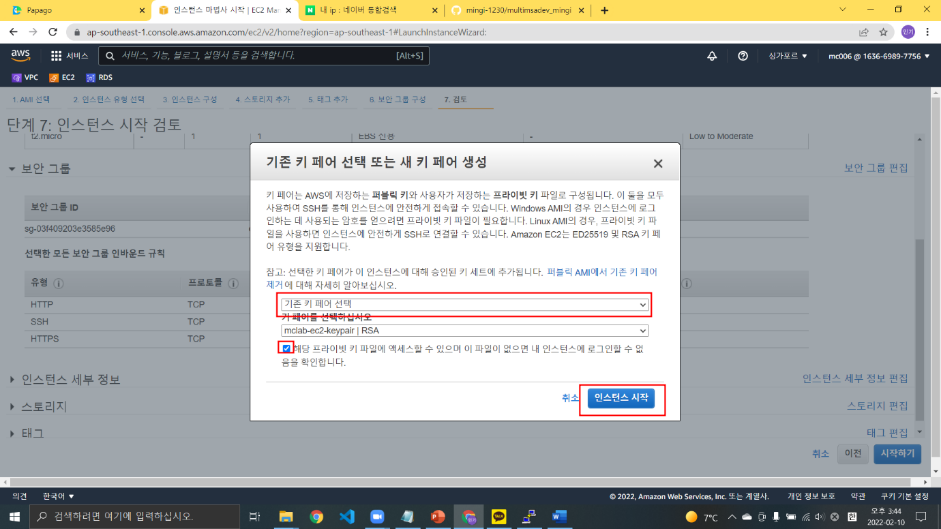 Papago
인스턴스 마법사 시작 | EC2 Mar
내 ip : 네이버 통합검색
mingi-1230/multimsadev_mingi
ap-southeast-1.console.aws.amazon.com/ec2/v2/home?region=ap-southeast-1#LaunchInstanceWizard:
민기
aws
서비스
서비스, 기능, 블로그, 설명서 등을 검색합니다.
[Alt+S]
싱가포르
mc006 @ 1636-6989-7756
VPC
EC2
RDS
1. AMI 선택
2. 인스턴스 유형 선택
3. 인스턴스 구성
4. 스토리지 추가
5. 태그 추가
6. 보안 그룹 구성
7. 검토
단계 7: 인스턴스 시작 검토
t2.micro - 1 1 EBS 전용 - Low to Moderate
보안 그룹
보안 그룹 편집
보안 그룹 ID
sg-03f409203e3585e96
선택한 모든 보안 그룹 인바운드 규칙
유형
프로토콜
HTTP TCP
SSH TCP
HTTPS TCP
인스턴스 세부 정보
인스턴스 세부 정보 편집
스토리지
스토리지 편집
태그
태그 편집
기존 키 페어 선택 또는 새 키 페어 생성
키 페어는 AWS에 저장하는 퍼블릭 키와 사용자가 저장하는 프라이빗 키 파일로 구성됩니다. 이 둘을 모두
사용하여 SSH를 통해 인스턴스에 안전하게 접속할 수 있습니다. Windows AMI의 경우 인스턴스에 로그
인하는 데 사용되는 암호를 얻으려면 프라이빗 키 파일이 필요합니다. Linux AMI의 경우, 프라이빗 키 파
일을 사용하면 인스턴스에 안전하게 SSH로 연결할 수 있습니다. Amazon EC2는 ED25519 및 RSA 키 페
어 유형을 지원합니다.
참고: 선택한 키 페어가 이 인스턴스에 대해 승인된 키 세트에 추가됩니다. 퍼블릭 AMI에서 기존 키 페어
제거에 대해 자세히 알아보십시오.
기존 키 페어 선택
키 페어를 선택하십시오
mclab-ec2-keypair | RSA
해당 프라이빗 키 파일에 액세스할 수 있으며 이 파일이 없으면 내 인스턴스에 로그인할 수 없
음을 확인합니다.
취소
인스턴스 시작
취소
이전
시작하기
의견
한국어
© 2022, Amazon Web Services, Inc. 또는 계열사.
개인 정보 보호
약관
쿠키 기본 설정
검색하려면 여기에 입력하십시오.
7°C
오후 3:44
2022-02-10